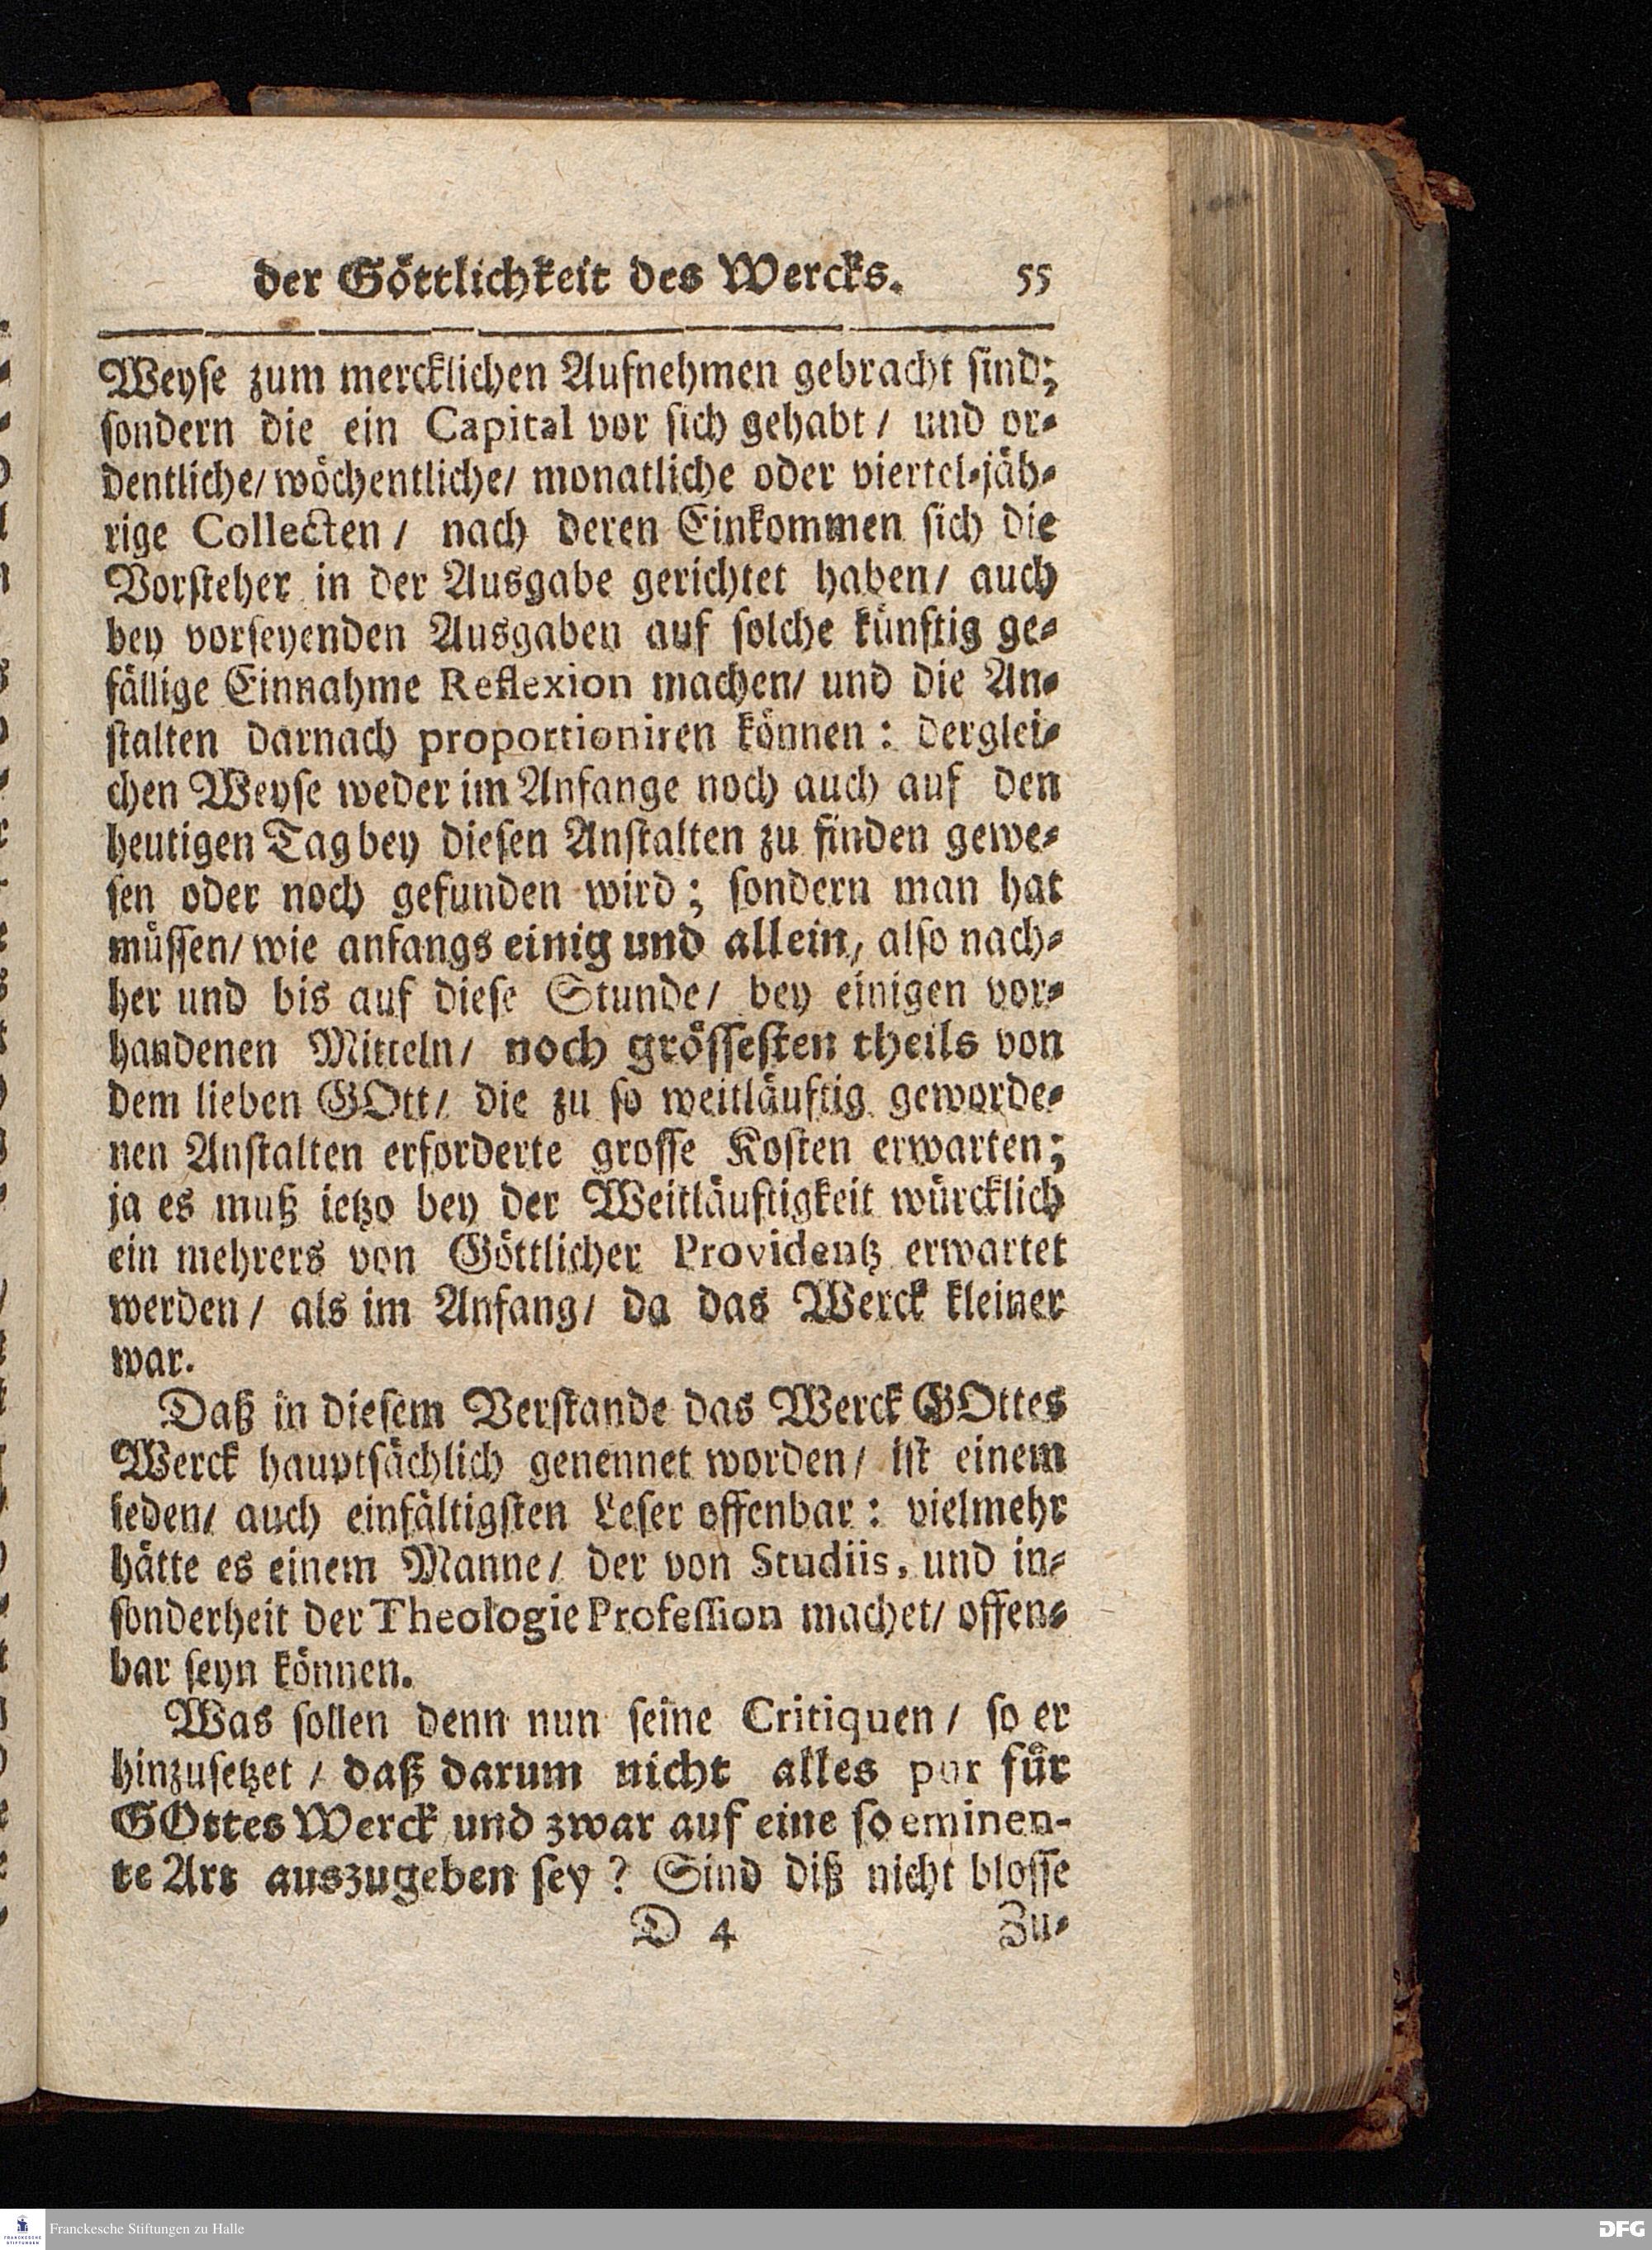 der Göttlichkeit des Wercks. 55
Weyse zum mercklichen Aufnehmen gebracht sind;
sondern die ein Capital vor sich gehabt / und or-
dentliche/ wöchentliche/ monatliche oder viertel-jäh-
rige Collecten / nach deren Einkommen sich die
Vorsteher in der Ausgabe gerichtet haben/ auch
bey vorseyenden Ausgaben auf solche künftig ge-
fällige Einnahme Reflexion machen/ und die An-
stalten darnach proportioniren können: derglei-
chen Weyse weder im Anfange noch auch auf den
heutigen Tag bey diesen Anstalten zu finden gewe-
sen oder noch gefunden wird; sondern man hat
müssen/ wie anfangs einig und allein, also nach-
her und bis auf diese Stunde/ bey einigen vor-
handenen Mitteln/ noch grössesten theils von
dem lieben GOtt/ die zu so weitläuftig geworde-
nen Anstalten erforderte grosse Kosten erwarten;
ja es muß ietzo bey der Weitläuftigkeit würcklich
ein mehrers von Göttlicher Providentz erwartet
werden / als im Anfang/ da das Werck kleiner
war.
Daß in diesem Verstande das Werck GOttes
Werck hauptsächlich genennet worden/ ist einem
ieden/ auch einfältigsten Leser offenbar: vielmehr
hätte es einem Manne/ der von Studiis, und in-
sonderheit der Theologie Profession machet/ offen-
bar seyn können.
Was sollen denn nun seine Critiquen / so er
hinzusetzet / daß darum nicht alles pur für
GOttes Werck und zwar auf eine so eminen-
te Art auszugeben sey? Sind diß nicht blosse
D 4 Zu-
Franckesche Stiftungen zu Halle
DFG
FRANCKESCHE
STIFTUNGEN